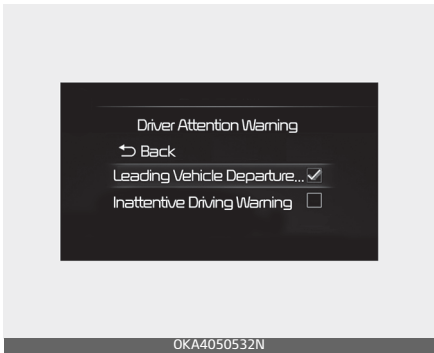 Driver Attention Warning
Back
Leading Vehicle Departure...
Inattentive Driving Warning
OKA4050532N